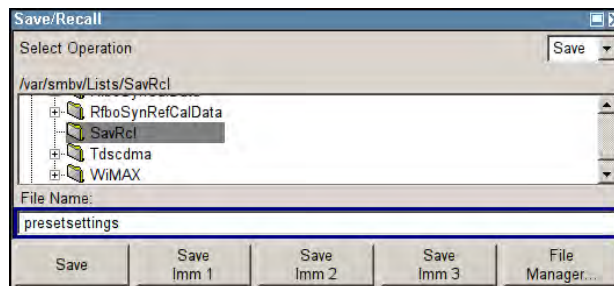 Save/Recall
Select Operation
Save
/var/smbv/Lists/SavRcl
RfboSynRefCalData
SavRcl
Tdscdma
WiMAX
File Name:
presetsettings
Save
Save Imm 1
Save Imm 2
Save Imm 3
File Manager...